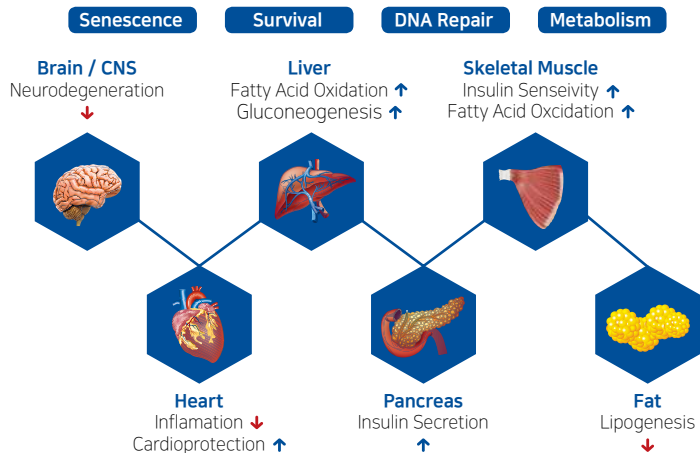 Senescence
Survival
DNA Repair
Metabolism
Brain / CNS
Neurodegeneration
↓
Liver
Fatty Acid Oxidation ↑
Gluconeogenesis ↑
Skeletal Muscle
Insulin Senseivity ↑
Fatty Acid Oxcidation ↑
Heart
Inflamation ↓
Cardioprotection ↑
Pancreas
Insulin Secretion
↑
Fat
Lipogenesis
↓